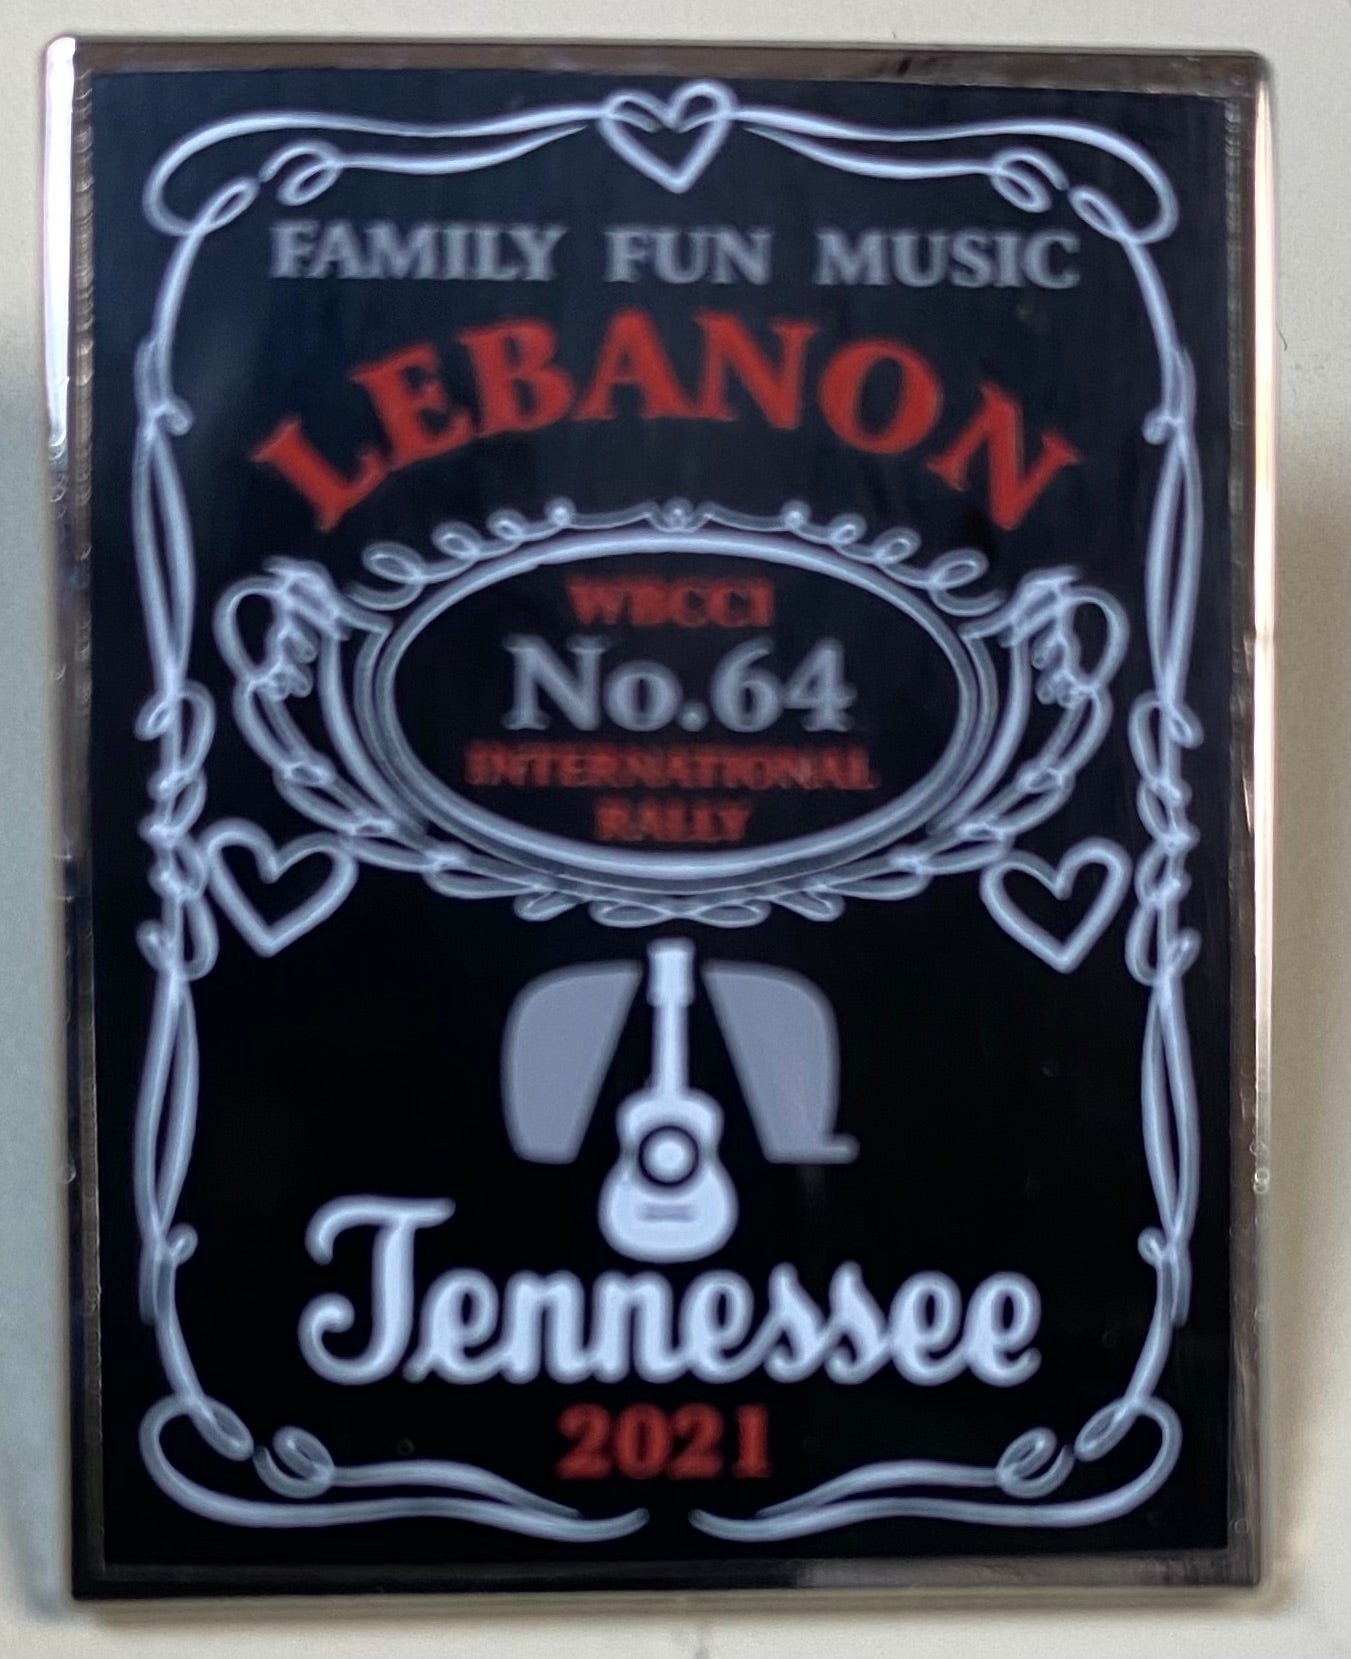 FAMILY FUN MUSIC
LEBANON
WBCCI
No.64
INTERNATIONAL
RALLY
Tennessee
2021